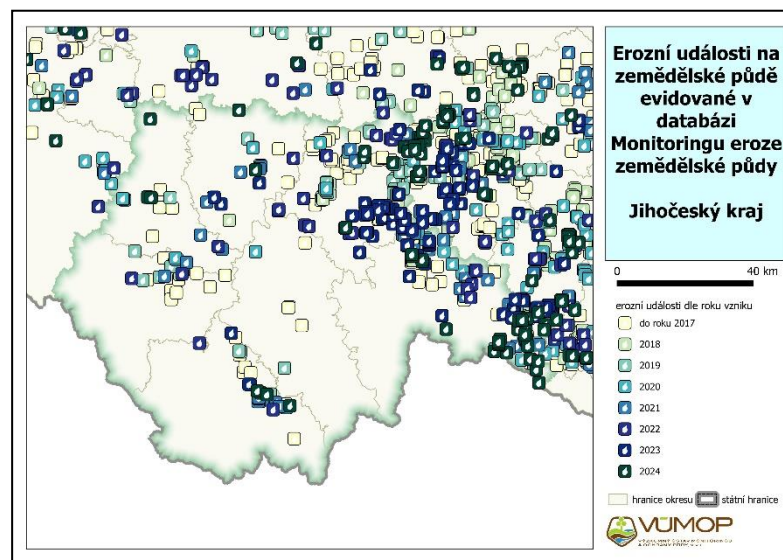 Erozní události na
zemědělské půdě
evidované v
databázi
Monitoringu eroze
zemědělské půdy
Jihočeský kraj
0 40 km
erozní události dle roku vzniku
do roku 2017
2018
2019
2020
2021
2022
2023
2024
hranice okresu státní hranice
VÚMOP